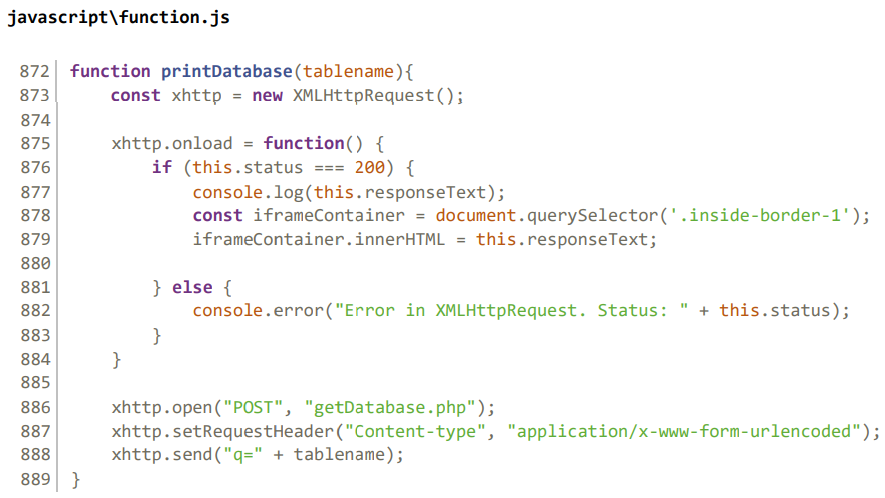 javascript\function.js
872 function printDatabase(tablename){
873     const xhttp = new XMLHttpRequest();
874
875     xhttp.onload = function() {
876         if (this.status === 200) {
877             console.log(this.responseText);
878             const iframeContainer = document.querySelector('.inside-border-1');
879             iframeContainer.innerHTML = this.responseText;
880
881         } else {
882             console.error("Error in XMLHttpRequest. Status: " + this.status);
883         }
884     }
885
886     xhttp.open("POST", "getDatabase.php");
887     xhttp.setRequestHeader("Content-type", "application/x-www-form-urlencoded");
888     xhttp.send("q=" + tablename);
889 }